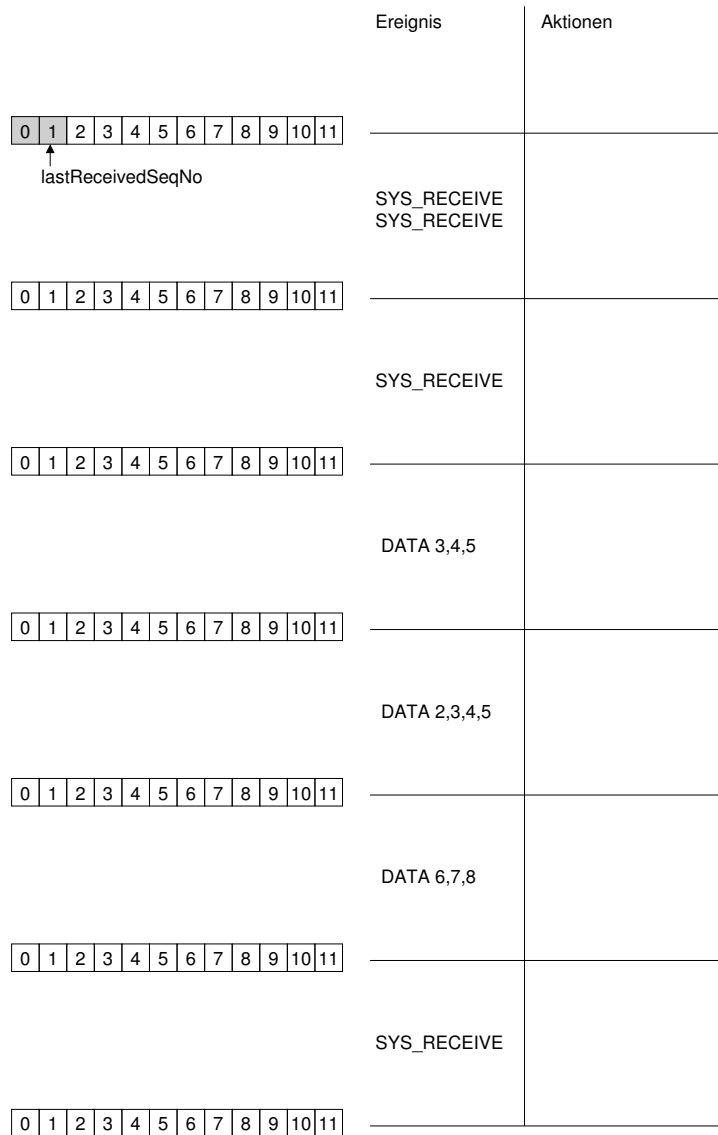 Ereignis Aktionen
0 1 2 3 4 5 6 7 8 9 10 11
lastReceivedSeqNo
SYS_RECEIVE
SYS_RECEIVE
0 1 2 3 4 5 6 7 8 9 10 11
SYS_RECEIVE
0 1 2 3 4 5 6 7 8 9 10 11
DATA 3,4,5
0 1 2 3 4 5 6 7 8 9 10 11
DATA 2,3,4,5
0 1 2 3 4 5 6 7 8 9 10 11
DATA 6,7,8
0 1 2 3 4 5 6 7 8 9 10 11
SYS_RECEIVE
0 1 2 3 4 5 6 7 8 9 10 11